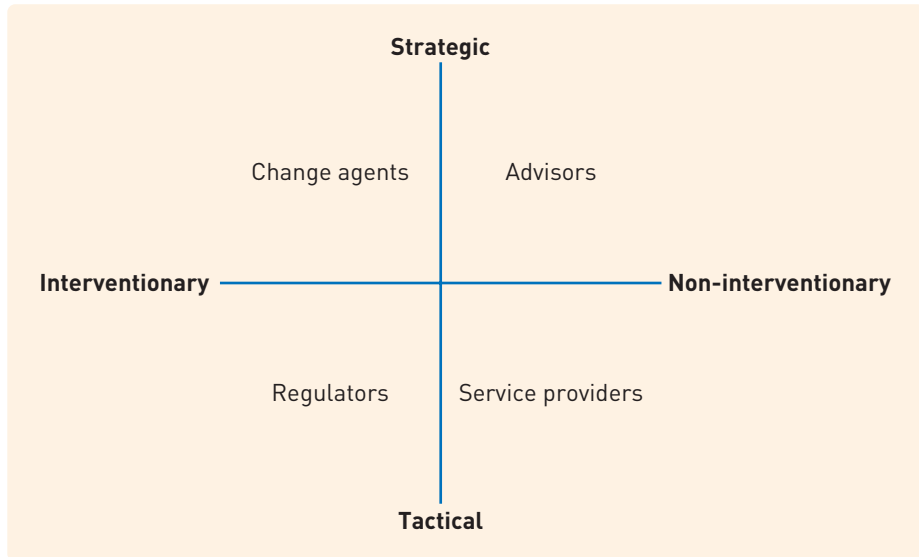 Strategic
Change agents
Advisors
Interventionary
Non-interventionary
Regulators
Service providers
Tactical